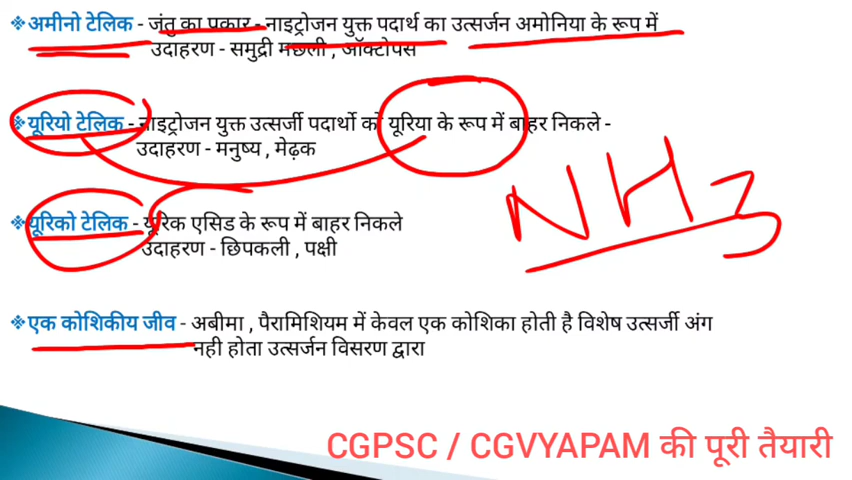 ❖अमीनो टेलिक - जंतु का प्रकार - नाइट्रोजन युक्त पदार्थ का उत्सर्जन अमोनिया के रूप में
उदाहरण - समुद्री मछली , ऑक्टोपस
❖यूरियो टेलिक - नाइट्रोजन युक्त उत्सर्जी पदार्थो को यूरिया के रूप में बाहर निकले -
उदाहरण - मनुष्य , मेढ़क
NH3
❖यूरिको टेलिक - यूरिक एसिड के रूप में बाहर निकले
उदाहरण - छिपकली , पक्षी
❖एक कोशिकीय जीव - अबीमा , पैरामिशियम में केवल एक कोशिका होती है विशेष उत्सर्जी अंग
नही होता उत्सर्जन विसरण द्वारा
CGPSC / CGVYAPAM की पूरी तैयारी